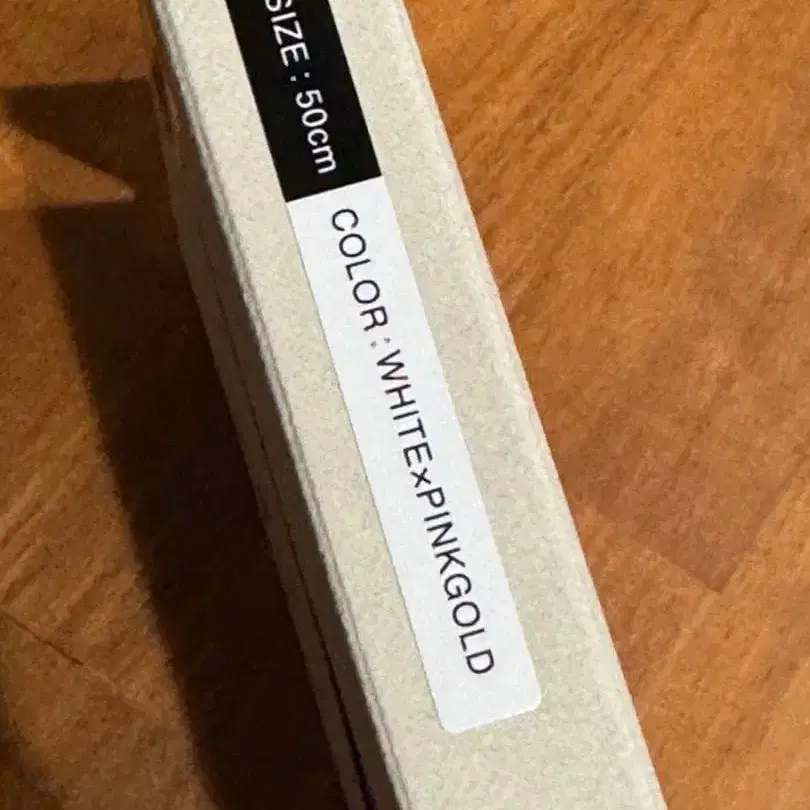 SIZE : 50cm
COLOR : WHITE×PINKGOLD